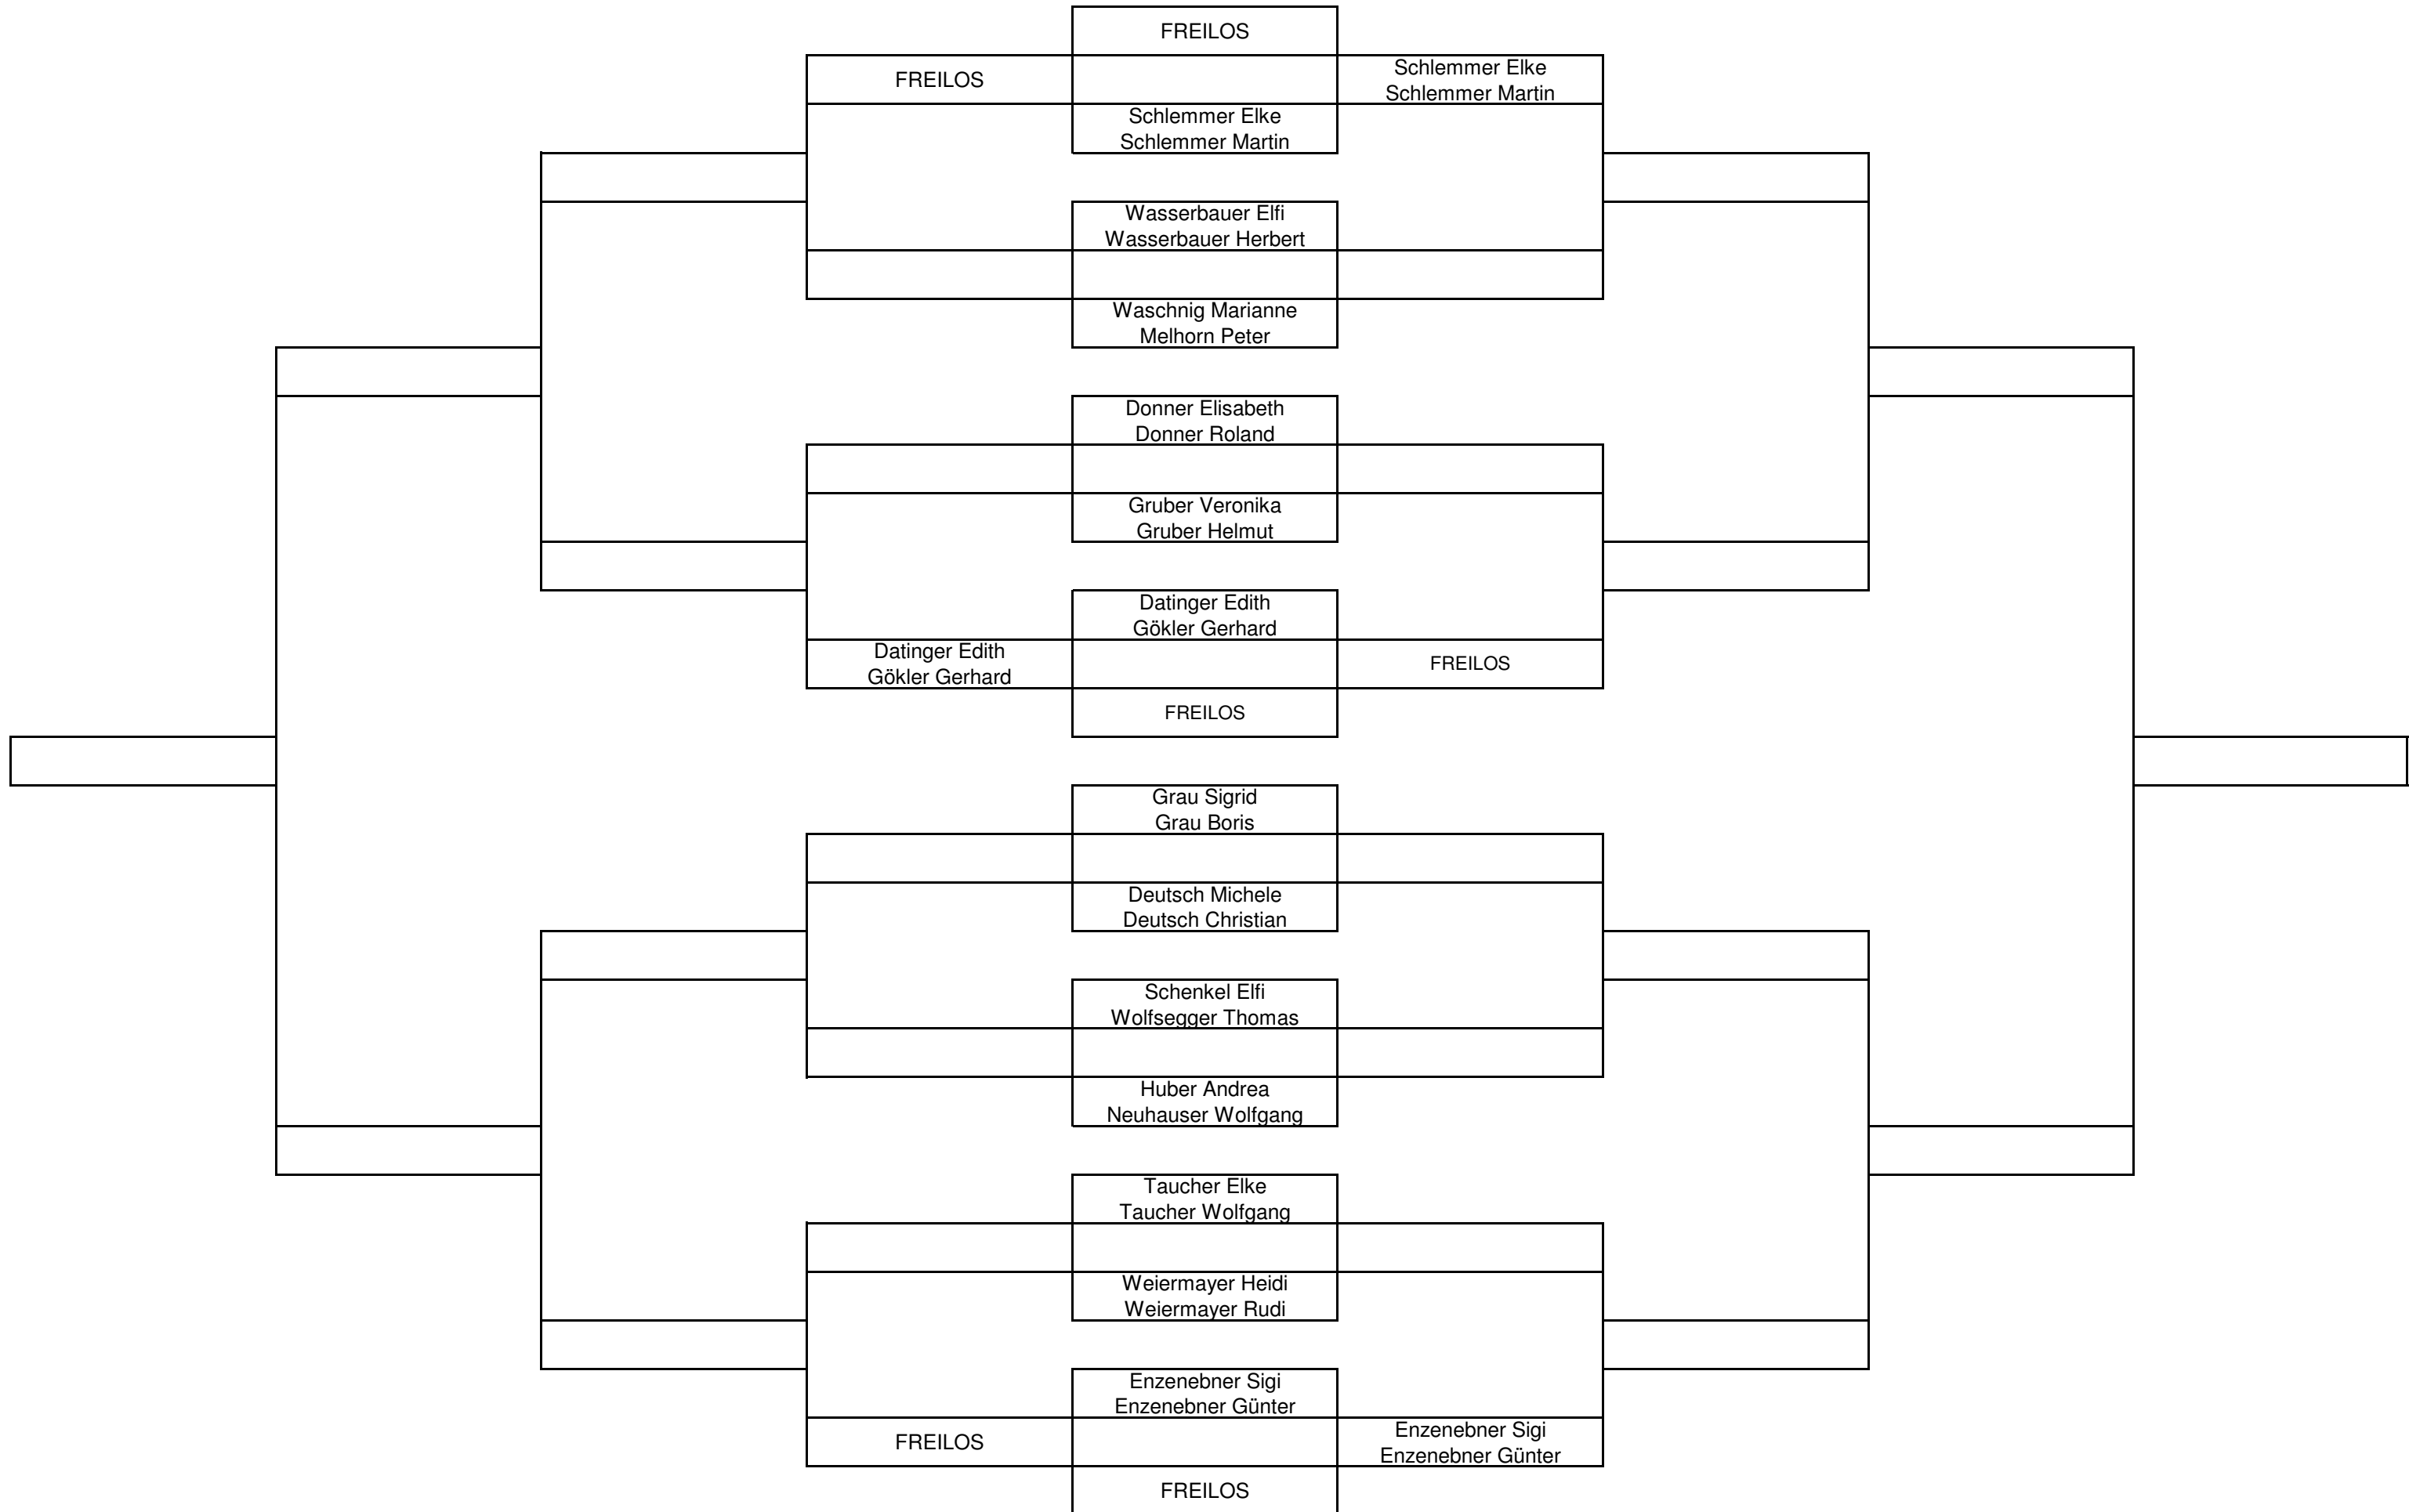 FREILOS
FREILOS
Schlemmer Elke
Schlemmer Martin
Schlemmer Elke
Schlemmer Martin
Wasserbauer Elfi
Wasserbauer Herbert
Waschnig Marianne
Melhorn Peter
Donner Elisabeth
Donner Roland
Gruber Veronika
Gruber Helmut
Datinger Edith
Gökler Gerhard
Datinger Edith
Gökler Gerhard
FREILOS
FREILOS
Grau Sigrid
Grau Boris
Deutsch Michele
Deutsch Christian
Schenkel Elfi
Wolfsegger Thomas
Huber Andrea
Neuhauser Wolfgang
Taucher Elke
Taucher Wolfgang
Weiermayer Heidi
Weiermayer Rudi
Enzenebner Sigi
Enzenebner Günter
FREILOS
Enzenebner Sigi
Enzenebner Günter
FREILOS